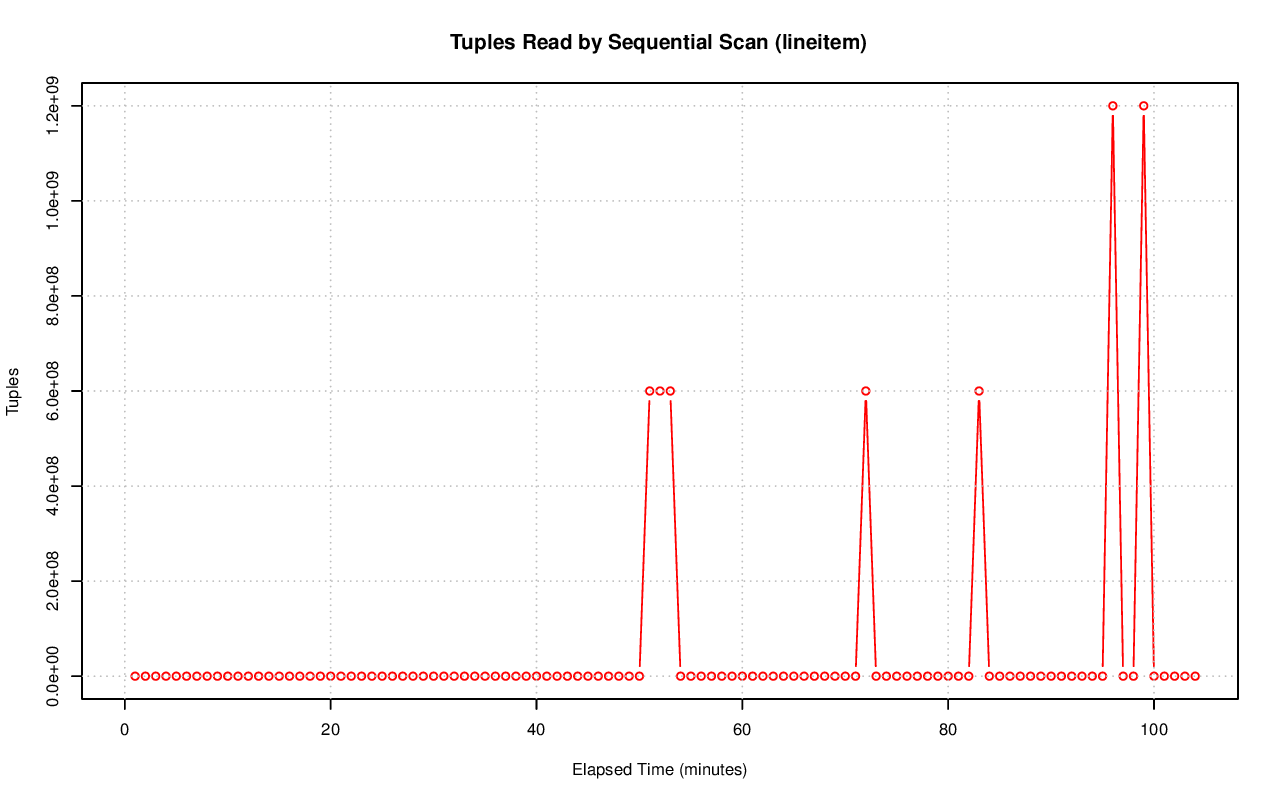 Tuples Read by Sequential Scan (lineitem)
1.2e+09
1.0e+09
8.0e+08
6.0e+08
4.0e+08
2.0e+08
0.0e+00
Tuples
0 20 40 60 80 100
Elapsed Time (minutes)